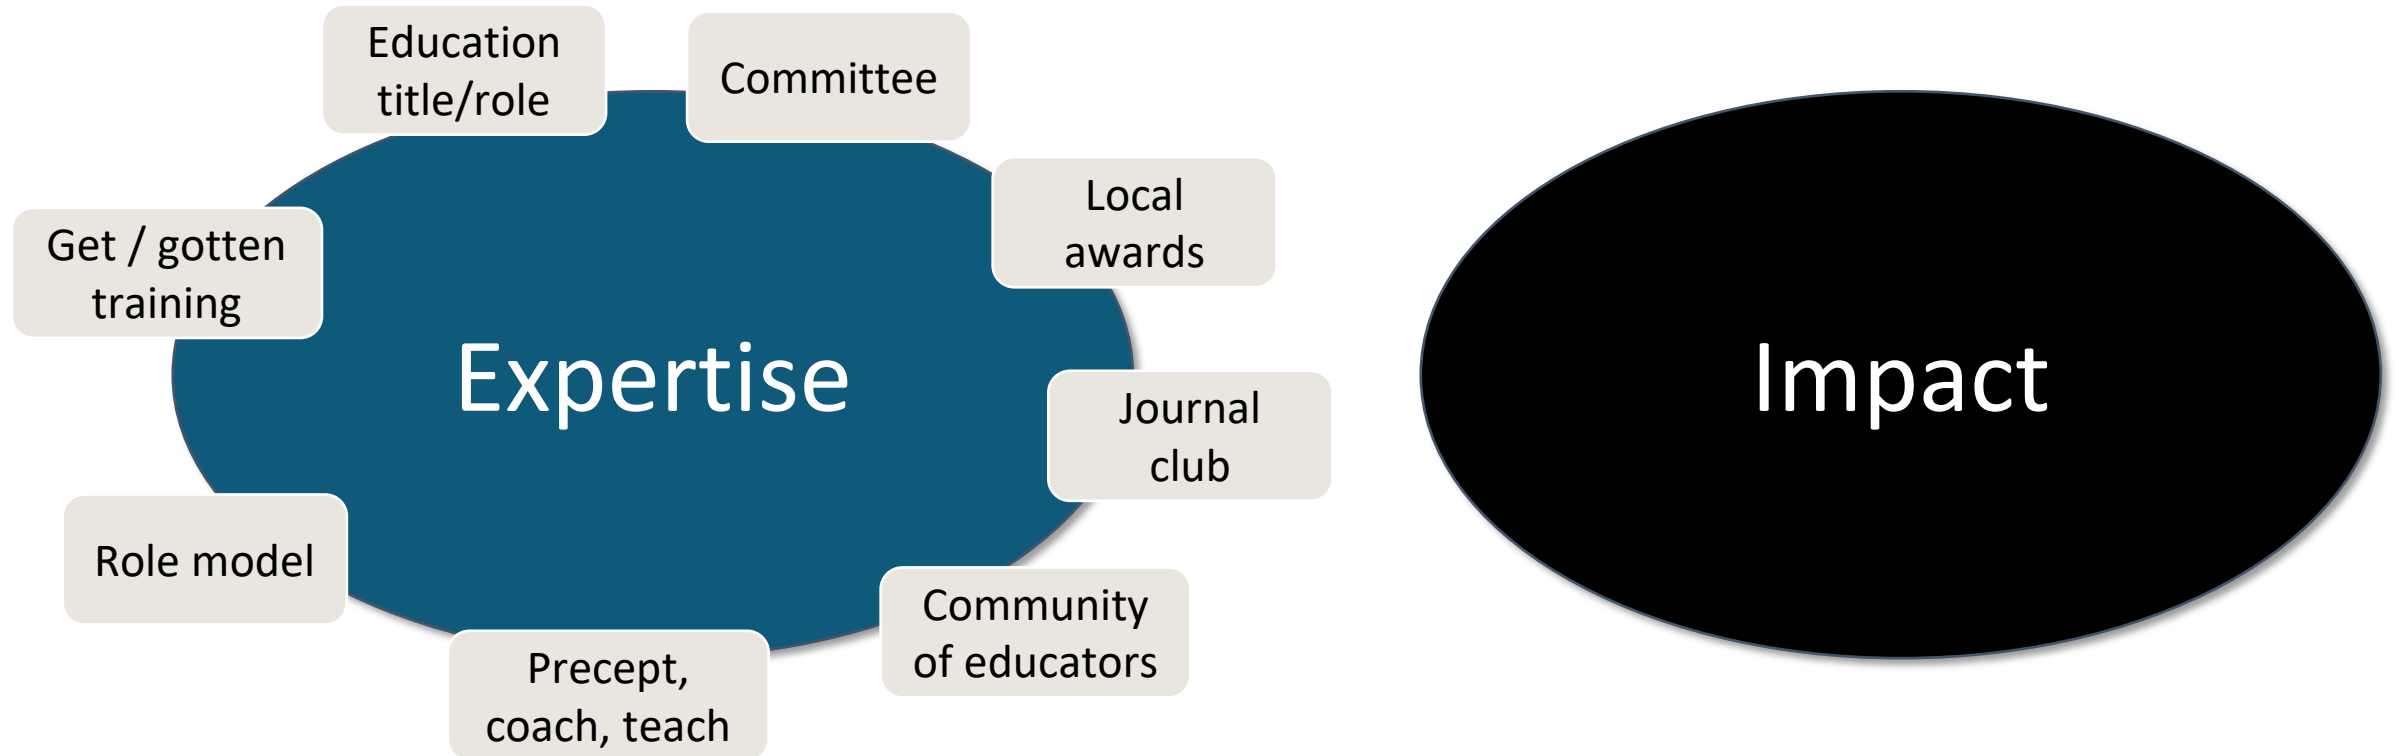 Education
title/role
Committee
Local
awards
Get / gotten
training
Expertise
Impact
Journal
club
Role model
Community
of educators
Precept,
coach, teach